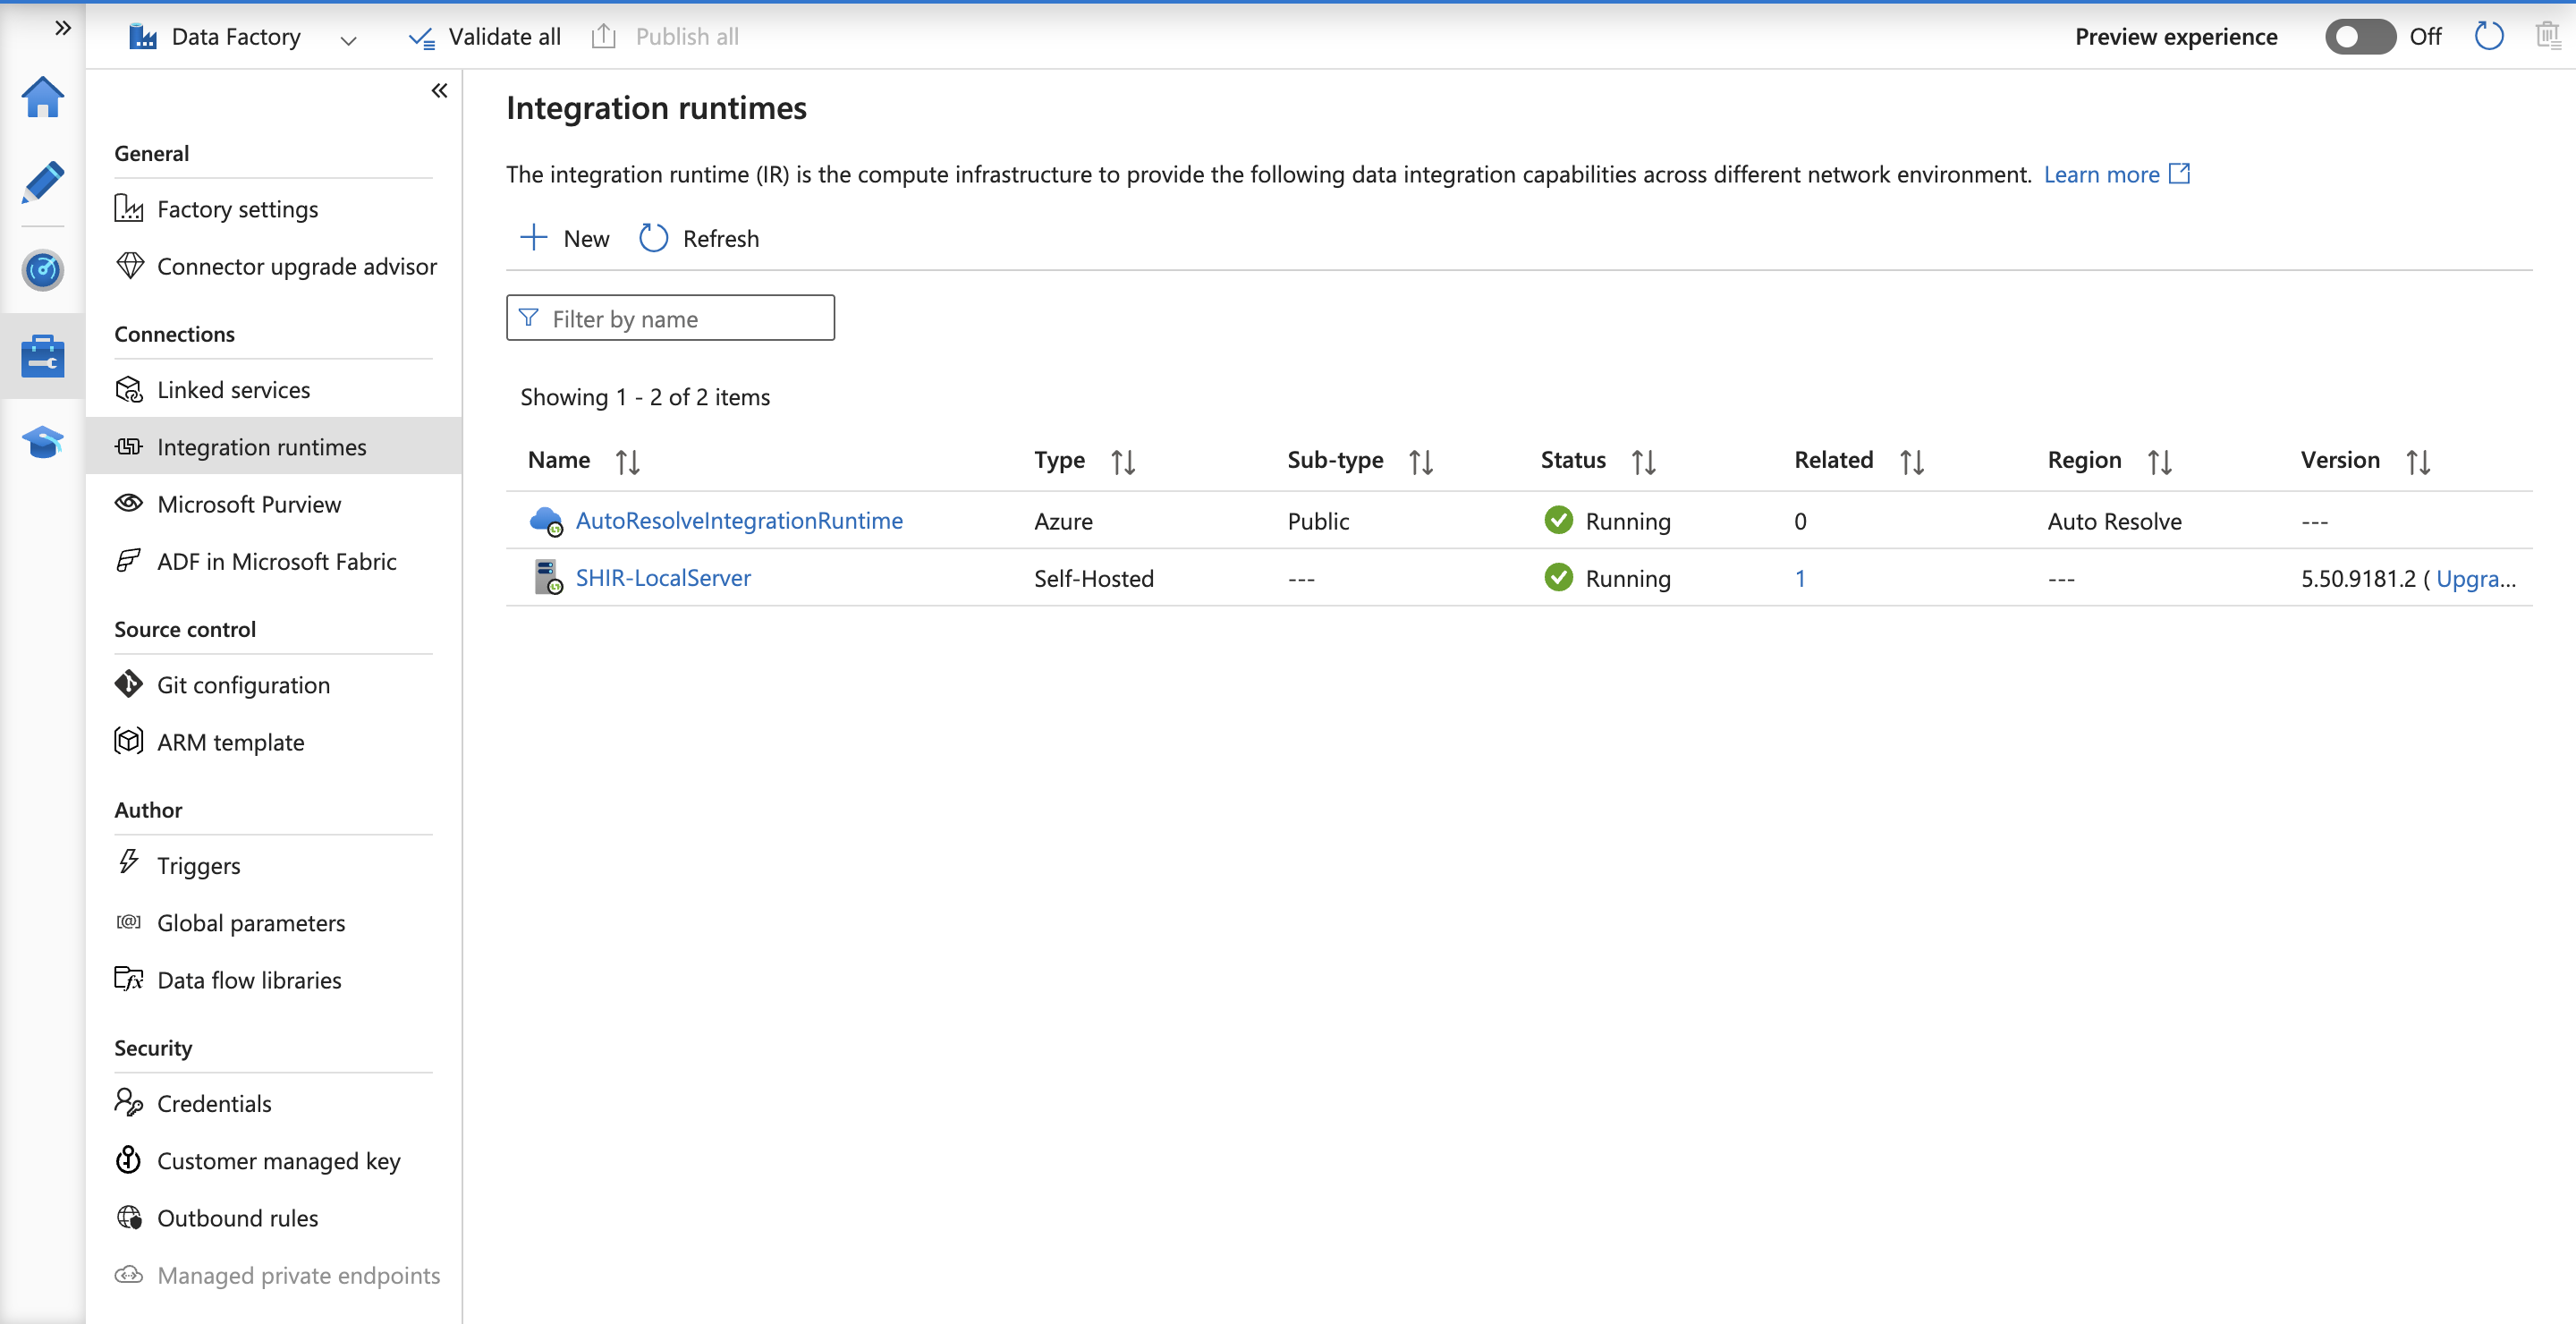 Data Factory
Validate all
Publish all
Preview experience
Off
General
Factory settings
Connector upgrade advisor
Connections
Linked services
Integration runtimes
Microsoft Purview
ADF in Microsoft Fabric
Source control
Git configuration
ARM template
Author
Triggers
Global parameters
Data flow libraries
Security
Credentials
Customer managed key
Outbound rules
Managed private endpoints
Integration runtimes
The integration runtime (IR) is the compute infrastructure to provide the following data integration capabilities across different network environment. Learn more
New Refresh
Filter by name
Showing 1 - 2 of 2 items
Name Type Sub-type Status Related Region Version
AutoResolveIntegrationRuntime Azure Public Running 0 Auto Resolve ---
SHIR-LocalServer Self-Hosted --- Running 1 --- 5.50.9181.2 ( Upgra...